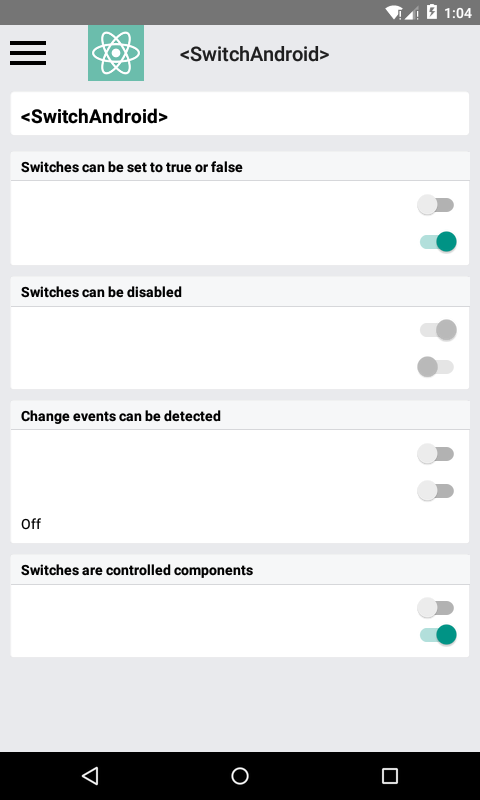 1:04
<SwitchAndroid>
<SwitchAndroid>
Switches can be set to true or false
Switches can be disabled
Change events can be detected
Off
Switches are controlled components